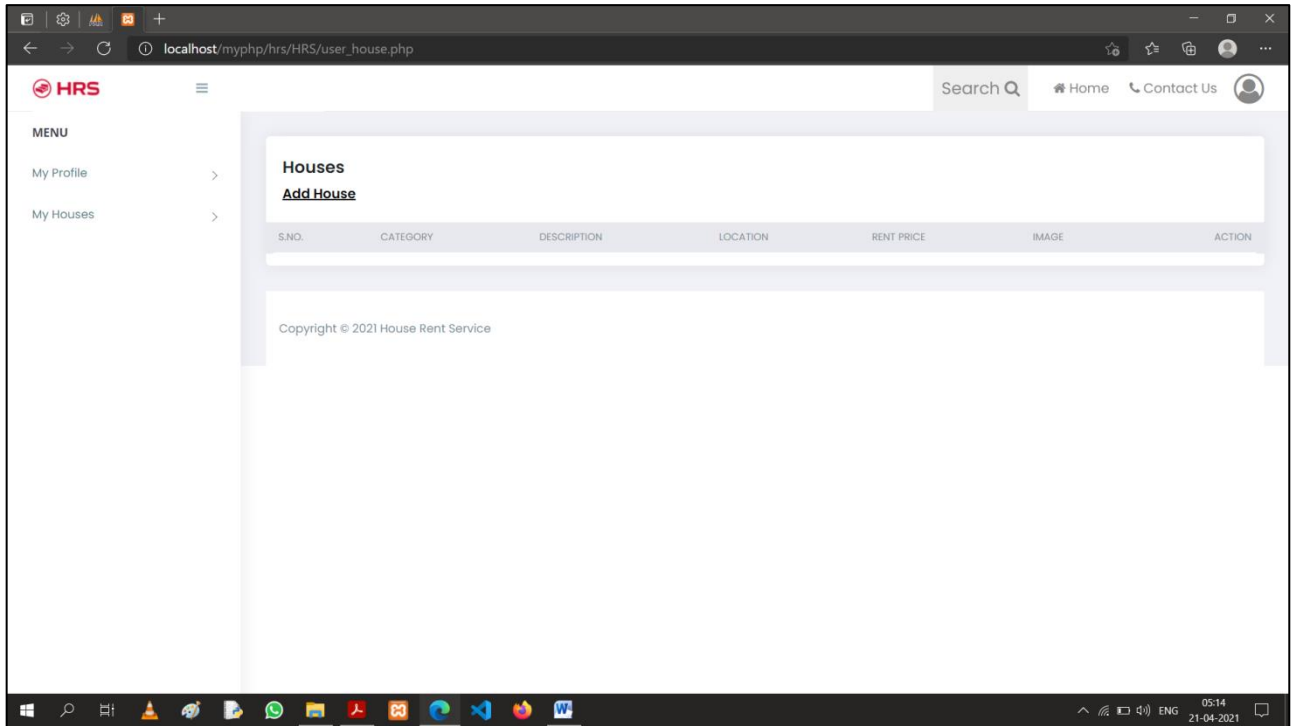 localhost/myphp/hrs/HRS/user_house.php
HRS
Search
Home
Contact Us
MENU
My Profile
My Houses
Houses
Add House
S.NO. CATEGORY DESCRIPTION LOCATION RENT PRICE IMAGE ACTION
Copyright © 2021 House Rent Service
ENG
05:14
21-04-2021